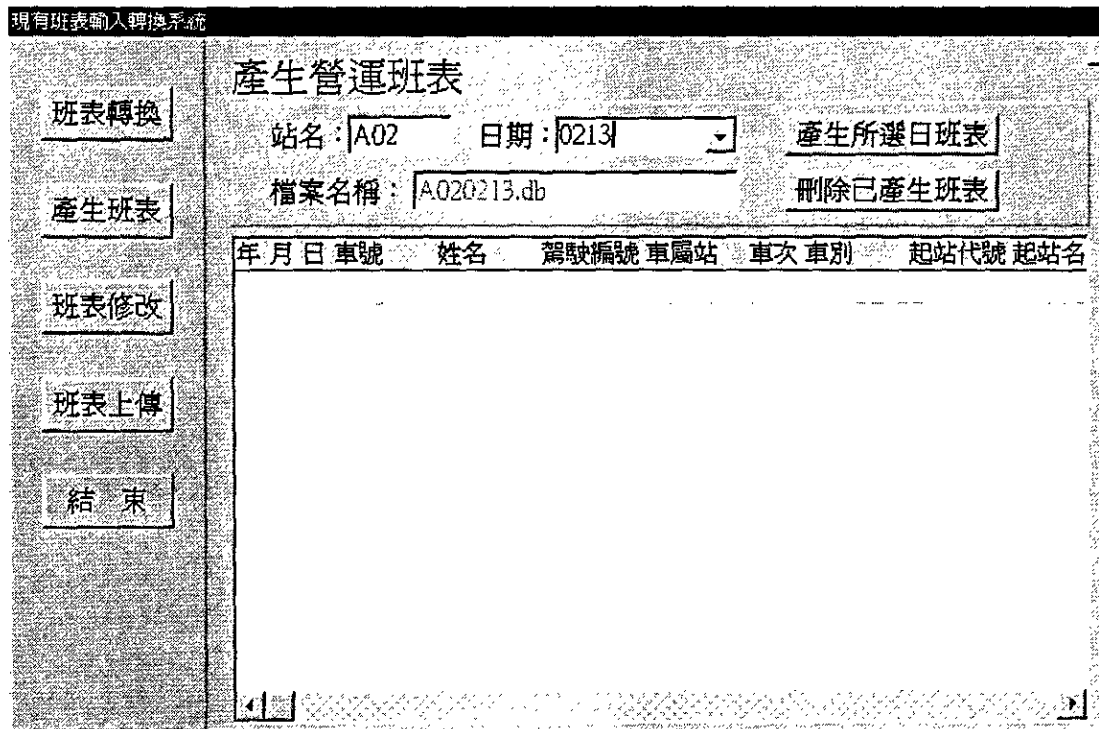 現有班表輸入轉換系統
產生營運班表
班表轉換
站名：A02 日期：0213 產生所選日班表
檔案名稱： A020213.db 刪除已產生班表
產生班表
年 月 日 車號 姓名 駕駛編號 車屬站 車次 車別 起站代號 起站名
班表修改
班表上傳
結 束